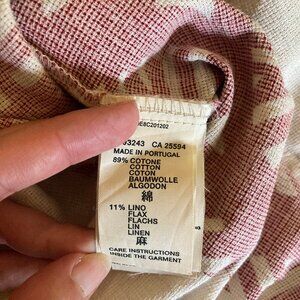 CA 25594
MADE IN PORTUGAL
89% COTONE
COTTON
COTON
BAUMWOLLE
ALGODON
綿
11% LINO
FLAX
FLACHS
LIN
LINEN
麻
CARE INSTRUCTIONS
INSIDE THE GARMENT